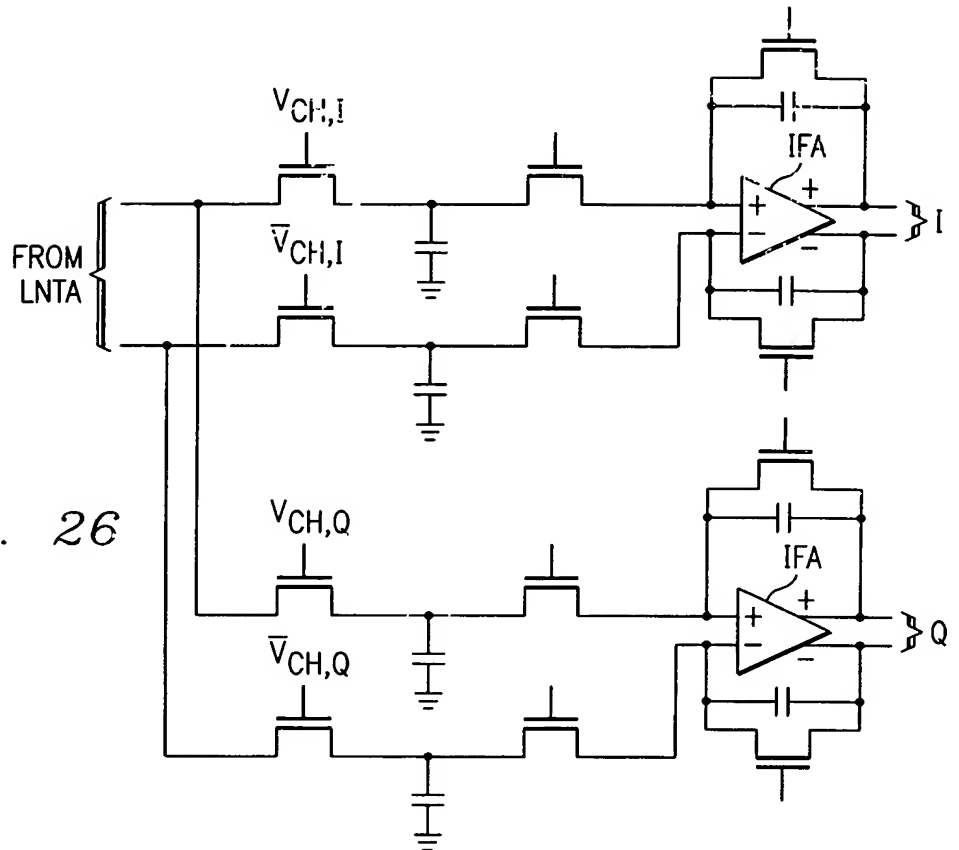 V_CH,I
IFA
+
+
−
−
I
V̅_CH,I
FROM
LNTA
. 26
V_CH,Q
IFA
+
+
−
−
Q
V̅_CH,Q